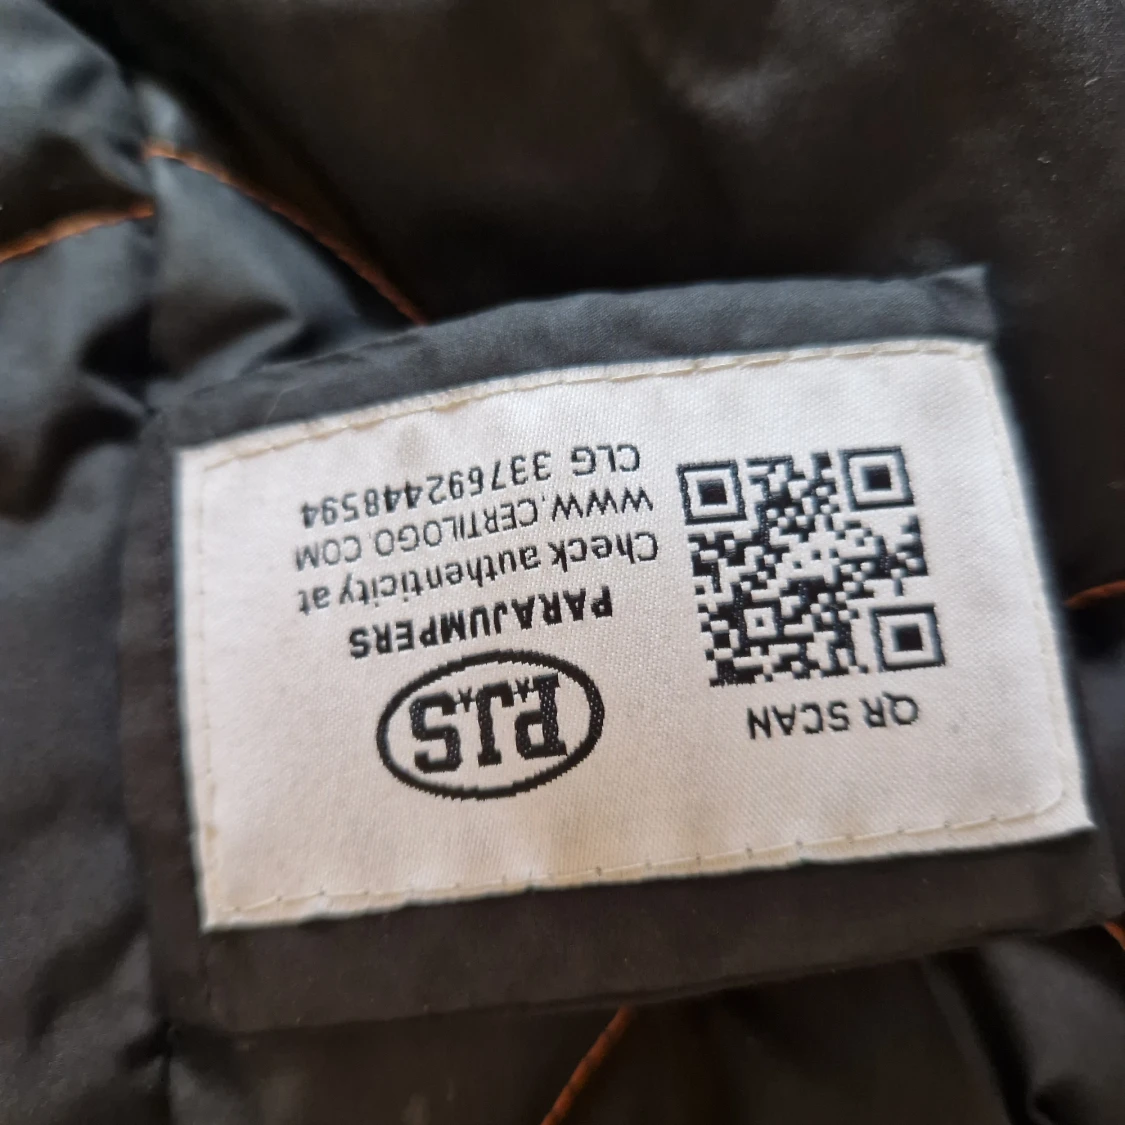 QR SCAN
PJS
PARAJUMPERS
Check authenticity at
WWW.CERTILOGO.COM
CLG 337692448594